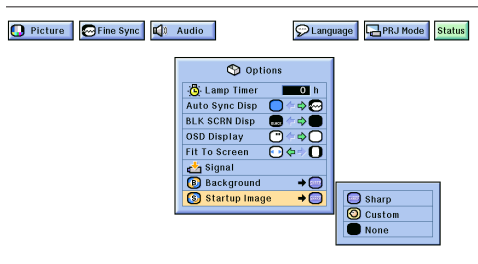 Picture Fine Sync Audio Language PRJ Mode Status
Options
Lamp Timer 0 h
Auto Sync Disp
BLK SCRN Disp
OSD Display
Fit To Screen
Signal
B Background
S Startup Image
Sharp
Custom
None